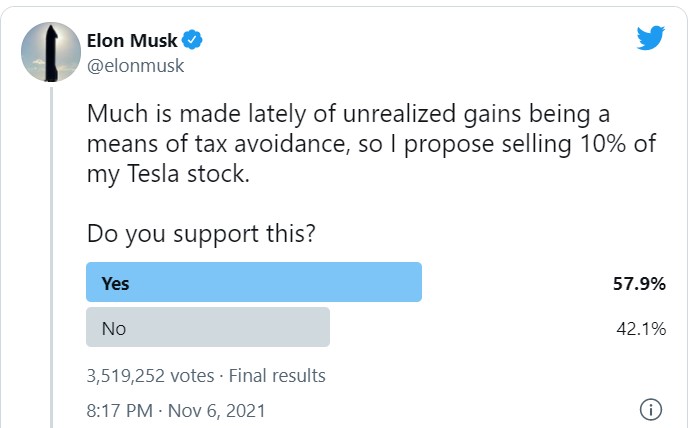 Elon Musk
@elonmusk
Much is made lately of unrealized gains being a
means of tax avoidance, so I propose selling 10% of
my Tesla stock.
Do you support this?
Yes 57.9%
No 42.1%
3,519,252 votes · Final results
8:17 PM · Nov 6, 2021